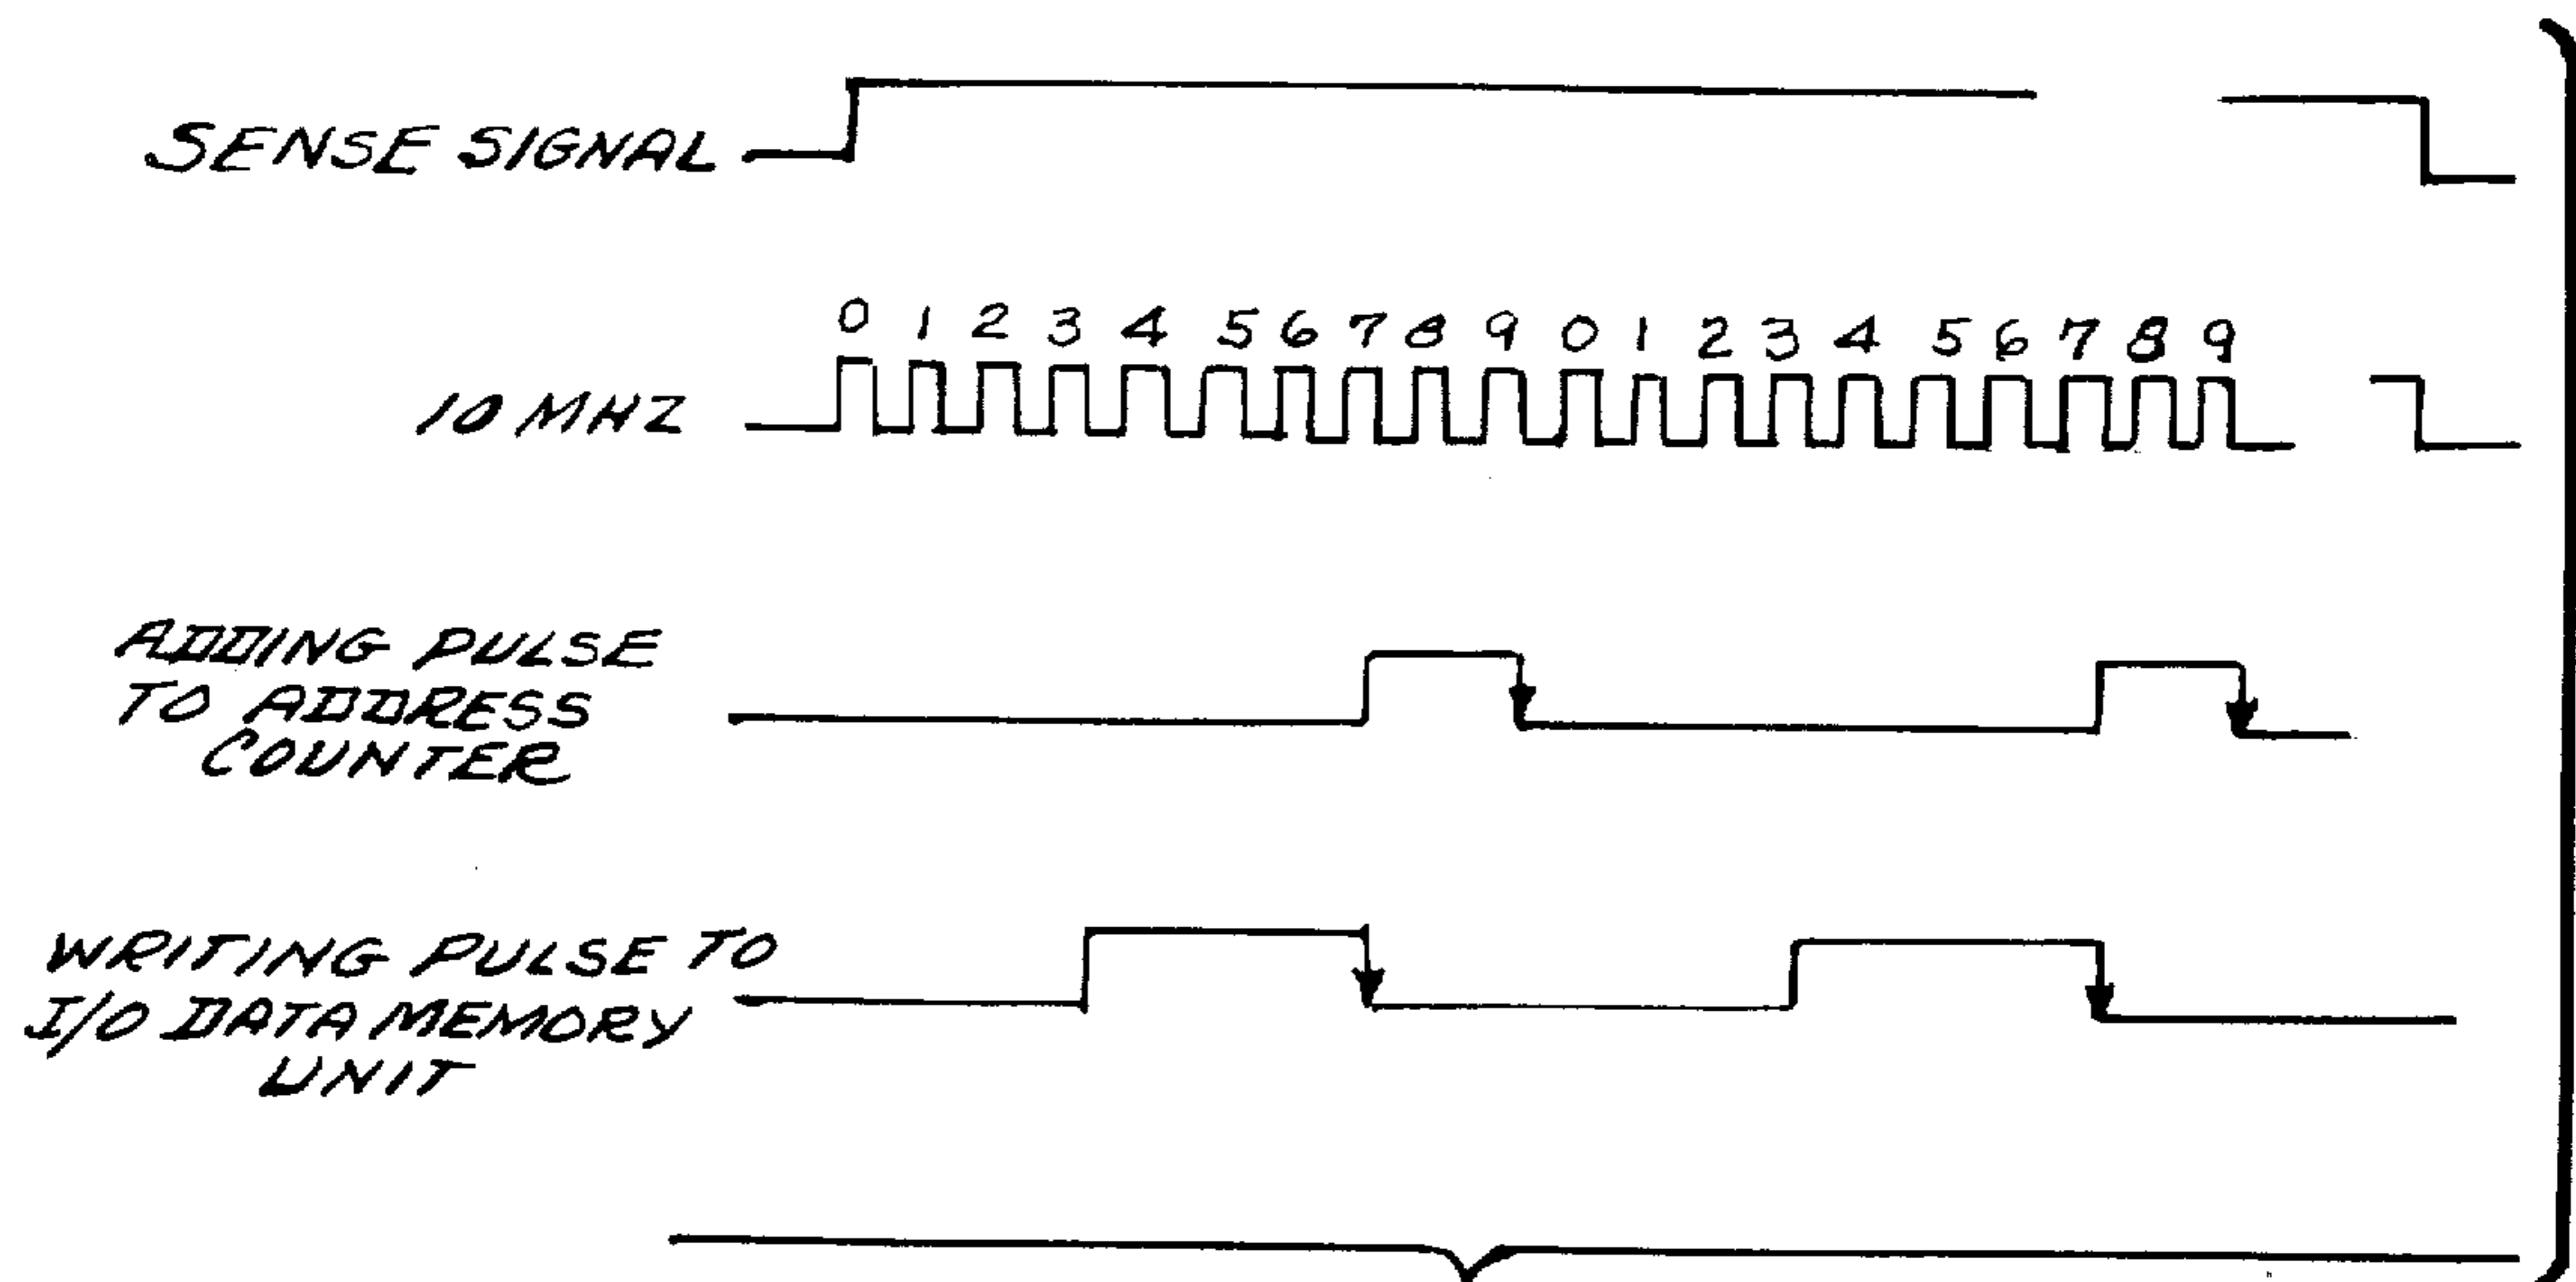 SENSE SIGNAL
0 1 2 3 4 5 6 7 8 9 0 1 2 3 4 5 6 7 8 9
10 MHZ
ADDING PULSE
TO ADDRESS
COUNTER
WRITING PULSE TO
I/O DATA MEMORY
UNIT